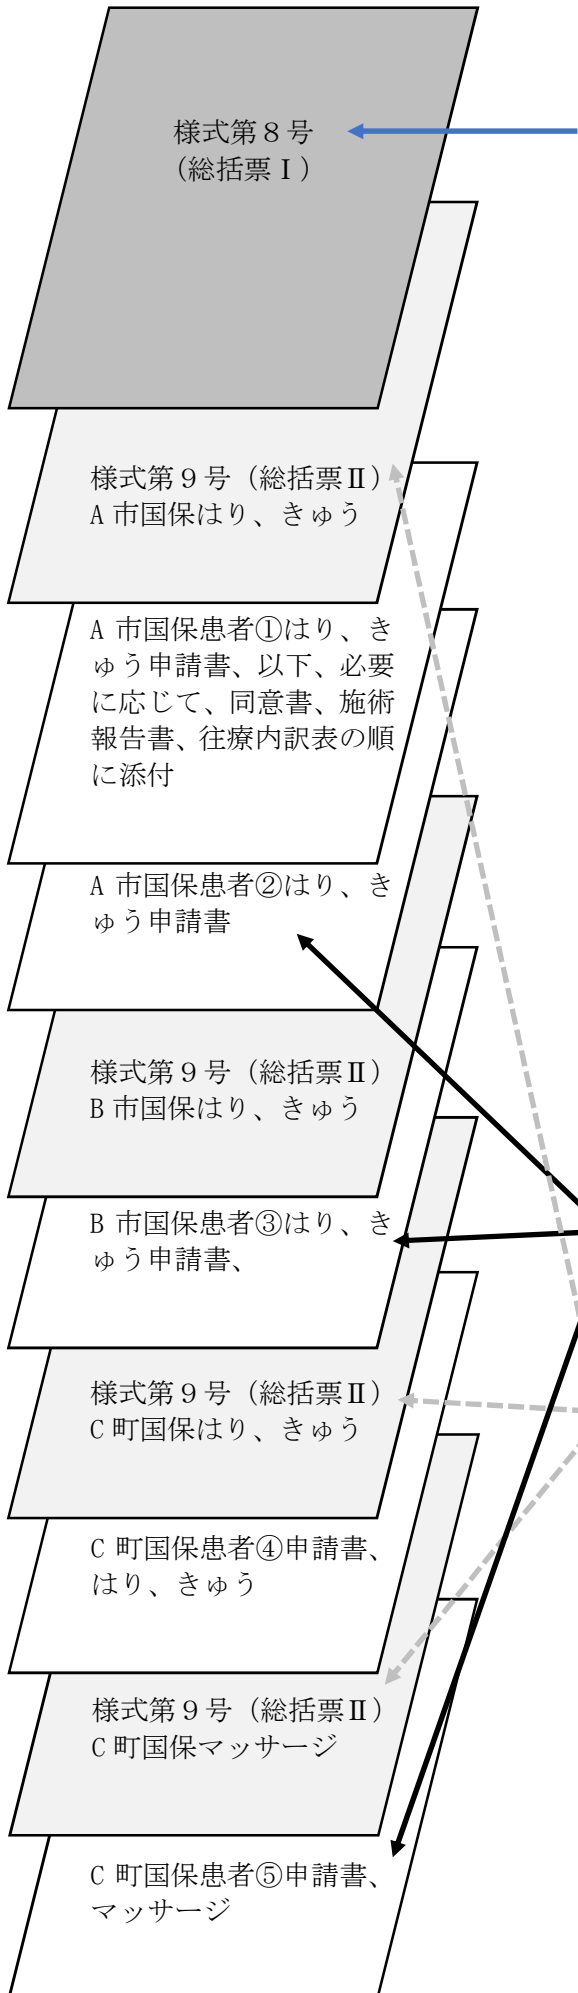 様式第８号
（総括票Ⅰ）
様式第９号（総括票Ⅱ）
A 市国保はり、きゅう
A 市国保患者①はり、き
ゅう申請書、以下、必要
に応じて、同意書、施術
報告書、往療内訳表の順
に添付
A 市国保患者②はり、き
ゅう申請書
様式第９号（総括票Ⅱ）
B 市国保はり、きゅう
B 市国保患者③はり、き
ゅう申請書、
様式第９号（総括票Ⅱ）
C 町国保はり、きゅう
C 町国保患者④申請書、
はり、きゅう
様式第９号（総括票Ⅱ）
C 町国保マッサージ
C 町国保患者⑤申請書、
マッサージ